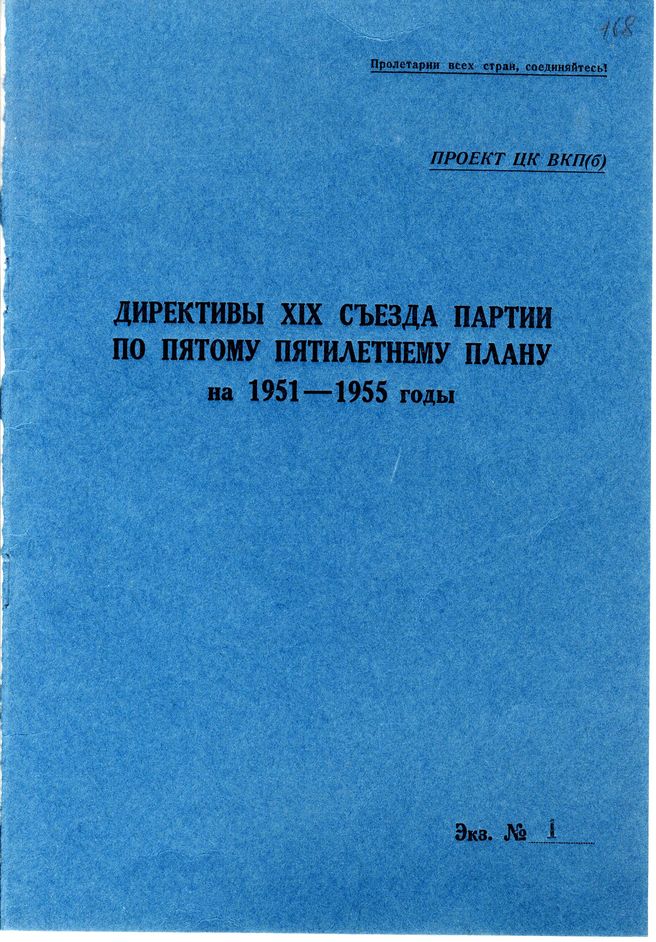 168
Пролетарии всех стран, соединяйтесь!
ПРОЕКТ ЦК ВКП(б)
ДИРЕКТИВЫ XIX СЪЕЗДА ПАРТИИ
ПО ПЯТОМУ ПЯТИЛЕТНЕМУ ПЛАНУ
на 1951—1955 годы
Экз. № 1